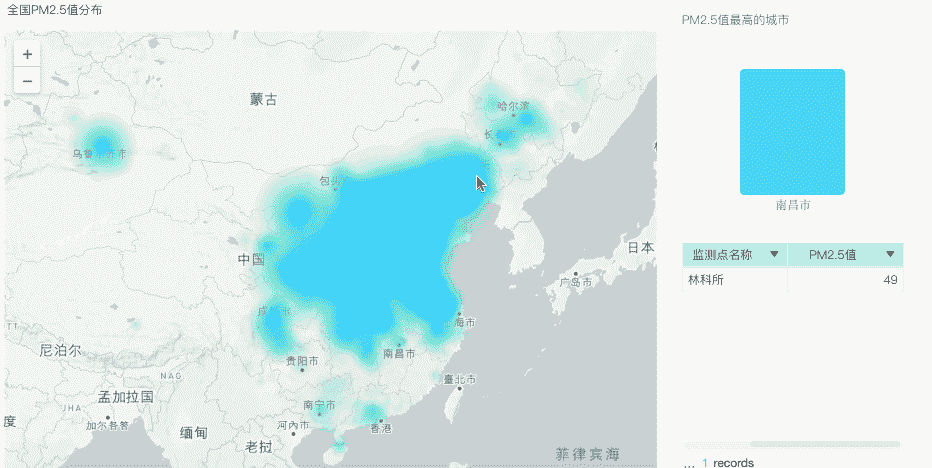 全国PM2.5值分布
PM2.5值最高的城市
+
−
蒙古
哈尔滨
长
乌鲁木齐市
包头
中国
日本
广岛市
成 市
海市
尼泊尔
贵阳市
南昌市
NAG
臺北市
孟加拉国
JHA
南宁市
度
加尔各答
缅甸
河內市
香港
老挝
菲律宾海
南昌市
监测点名称 PM2.5值
林科所 49
... 1 records